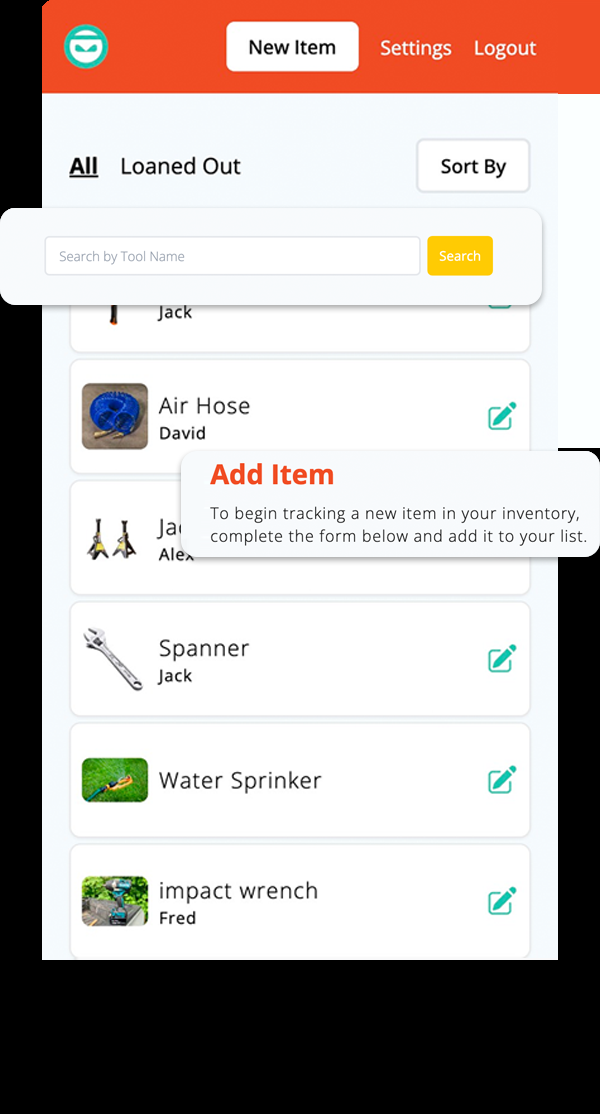 New Item
Settings
Logout
All
Loaned Out
Sort By
Search by Tool Name
Search
Jack
Air Hose
David
Add Item
To begin tracking a new item in your inventory,
complete the form below and add it to your list.
Alex
Spanner
Jack
Water Sprinker
impact wrench
Fred